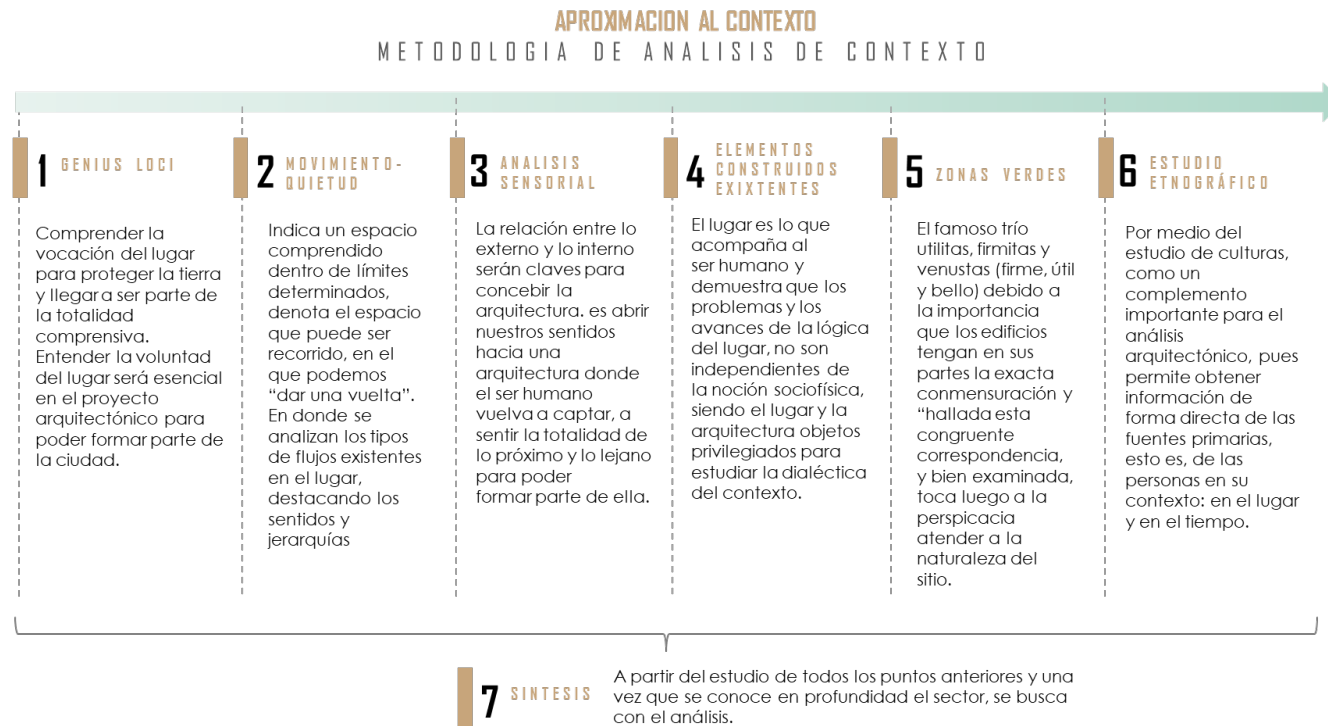 APROXIMACION AL CONTEXTO
METODOLOGIA DE ANALISIS DE CONTEXTO
1 GENIUS LOCI
Comprender la
vocación del lugar
para proteger la tierra
y llegar a ser parte de
la totalidad
comprensiva.
Entender la voluntad
del lugar será esencial
en el proyecto
arquitectónico para
poder formar parte de
la ciudad.
2 MOVIMIENTO-
QUIETUD
Indica un espacio
comprendido
dentro de límites
determinados,
denota el espacio
que puede ser
recorrido, en el
que podemos
“dar una vuelta”.
En donde se
analizan los tipos
de flujos existentes
en el lugar,
destacando los
sentidos y
jerarquías
3 ANALISIS
SENSORIAL
La relación entre lo
externo y lo interno
serán claves para
concebir la
arquitectura. es abrir
nuestros sentidos
hacia una
arquitectura donde
el ser humano
vuelva a captar, a
sentir la totalidad de
lo próximo y lo lejano
para poder
formar parte de ella.
4 ELEMENTOS
CONSTRUIDOS
EXIXTENTES
El lugar es lo que
acompaña al
ser humano y
demuestra que los
problemas y los
avances de la lógica
del lugar, no son
independientes de
la noción sociofísica,
siendo el lugar y la
arquitectura objetos
privilegiados para
estudiar la dialéctica
del contexto.
5 ZONAS VERDES
El famoso trío
utilitas, firmitas y
venustas (firme, útil
y bello) debido a
la importancia
que los edificios
tengan en sus
partes la exacta
conmensuración y
“hallada esta
congruente
correspondencia,
y bien examinada,
toca luego a la
perspicacia
atender a la
naturaleza del
sitio.
6 ESTUDIO
ETNOGRÁFICO
Por medio del
estudio de culturas,
como un
complemento
importante para el
análisis
arquitectónico, pues
permite obtener
información de
forma directa de las
fuentes primarias,
esto es, de las
personas en su
contexto: en el lugar
y en el tiempo.
7 SINTESIS
A partir del estudio de todos los puntos anteriores y una
vez que se conoce en profundidad el sector, se busca
con el análisis.